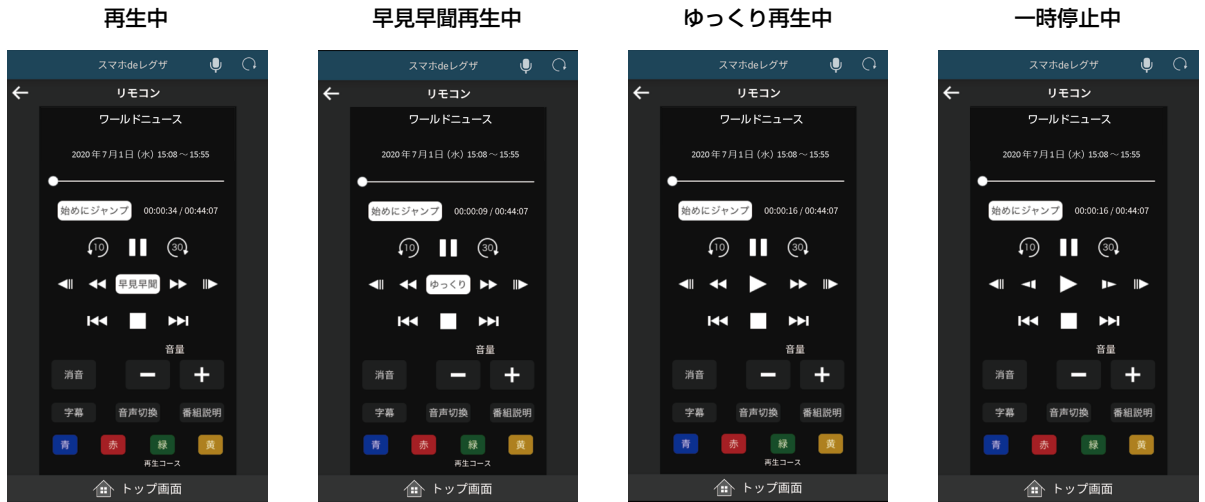 再生中
スマホdeレグザ
リモコン
ワールドニュース
2020年7月1日 (水) 15:08～15:55
始めにジャンプ 00:00:34 / 00:44:07
10 30
早見早聞
音量
消音
字幕 音声切換 番組説明
青 赤 緑 黄
再生コース
トップ画面
早見早聞再生中
スマホdeレグザ
リモコン
ワールドニュース
2020年7月1日 (水) 15:08～15:55
始めにジャンプ 00:00:09 / 00:44:07
10 30
ゆっくり
音量
消音
字幕 音声切換 番組説明
青 赤 緑 黄
再生コース
トップ画面
ゆっくり再生中
スマホdeレグザ
リモコン
ワールドニュース
2020年7月1日 (水) 15:08～15:55
始めにジャンプ 00:00:16 / 00:44:07
10 30
音量
消音
字幕 音声切換 番組説明
青 赤 緑 黄
再生コース
トップ画面
一時停止中
スマホdeレグザ
リモコン
ワールドニュース
2020年7月1日 (水) 15:08～15:55
始めにジャンプ 00:00:16 / 00:44:07
10 30
音量
消音
字幕 音声切換 番組説明
青 赤 緑 黄
トップ画面